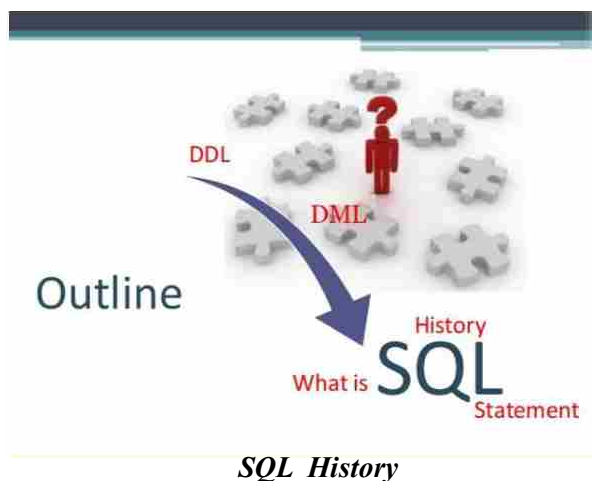 ?
DDL
DML
Outline
History
What is SQL
Statement
SQL History